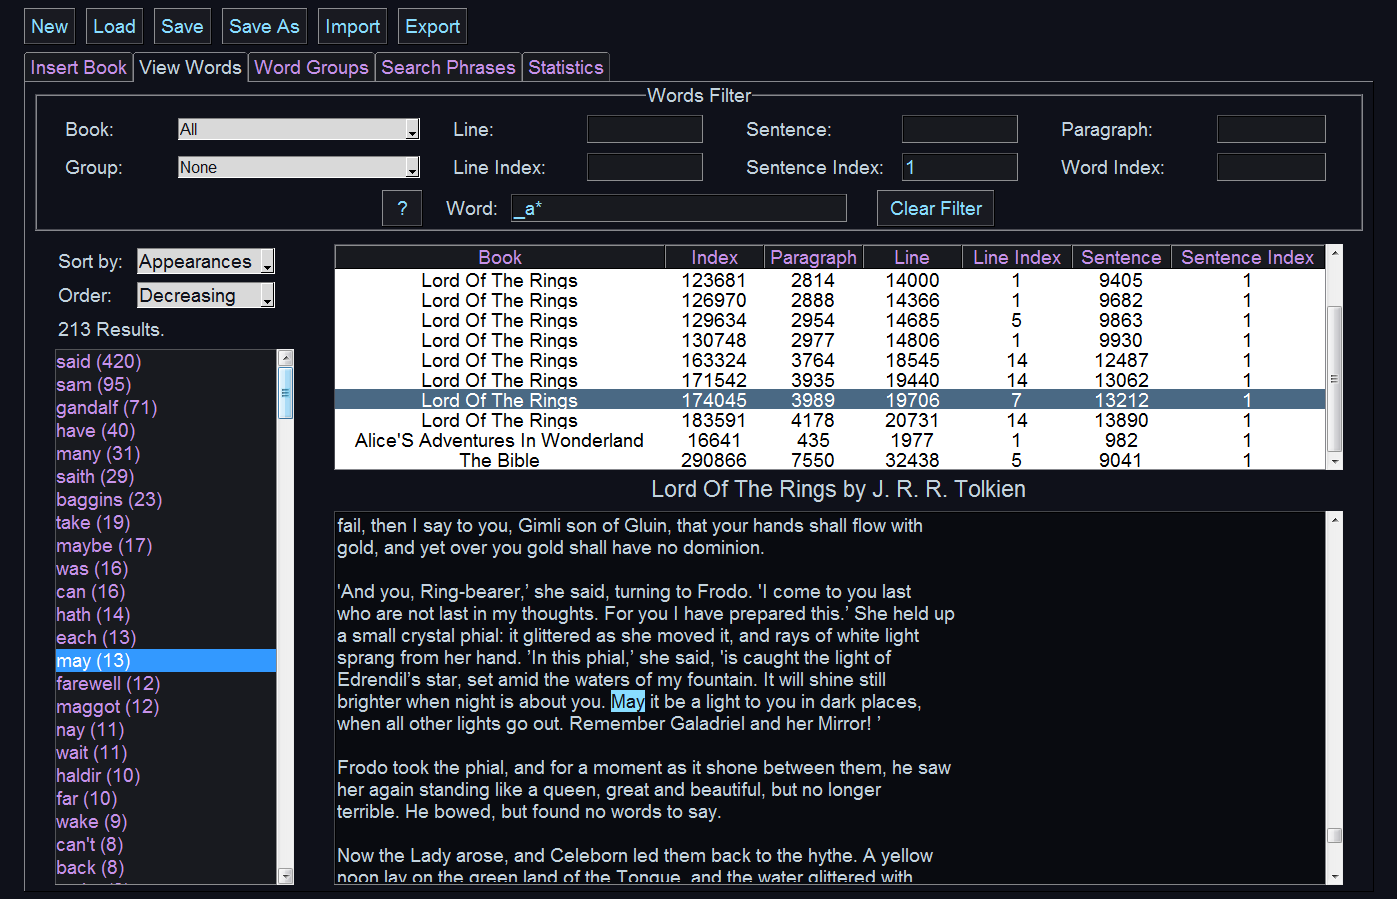 New Load Save Save As Import Export
Insert Book View Words Word Groups Search Phrases Statistics
Words Filter
Book: All Line: Sentence: Paragraph:
Group: None Line Index: Sentence Index: 1 Word Index:
? Word: _a* Clear Filter
Sort by: Appearances
Order: Decreasing
213 Results.
said (420)
sam (95)
gandalf (71)
have (40)
many (31)
saith (29)
baggins (23)
take (19)
maybe (17)
was (16)
can (16)
hath (14)
each (13)
may (13)
farewell (12)
maggot (12)
nay (11)
wait (11)
haldir (10)
far (10)
wake (9)
can't (8)
back (8)
Book Index Paragraph Line Line Index Sentence Sentence Index
Lord Of The Rings 123681 2814 14000 1 9405 1
Lord Of The Rings 126970 2888 14366 1 9682 1
Lord Of The Rings 129634 2954 14685 5 9863 1
Lord Of The Rings 130748 2977 14806 1 9930 1
Lord Of The Rings 163324 3764 18545 14 12487 1
Lord Of The Rings 171542 3935 19440 14 13062 1
Lord Of The Rings 174045 3989 19706 7 13212 1
Lord Of The Rings 183591 4178 20731 14 13890 1
Alice'S Adventures In Wonderland 16641 435 1977 1 982 1
The Bible 290866 7550 32438 5 9041 1
Lord Of The Rings by J. R. R. Tolkien
fail, then I say to you, Gimli son of Gluin, that your hands shall flow with
gold, and yet over you gold shall have no dominion.
'And you, Ring-bearer,’ she said, turning to Frodo. 'I come to you last
who are not last in my thoughts. For you I have prepared this.’ She held up
a small crystal phial: it glittered as she moved it, and rays of white light
sprang from her hand. ’In this phial,’ she said, 'is caught the light of
Edrendil’s star, set amid the waters of my fountain. It will shine still
brighter when night is about you. May it be a light to you in dark places,
when all other lights go out. Remember Galadriel and her Mirror! ’
Frodo took the phial, and for a moment as it shone between them, he saw
her again standing like a queen, great and beautiful, but no longer
terrible. He bowed, but found no words to say.
Now the Lady arose, and Celeborn led them back to the hythe. A yellow
noon lay on the green land of the Tongue, and the water glittered with